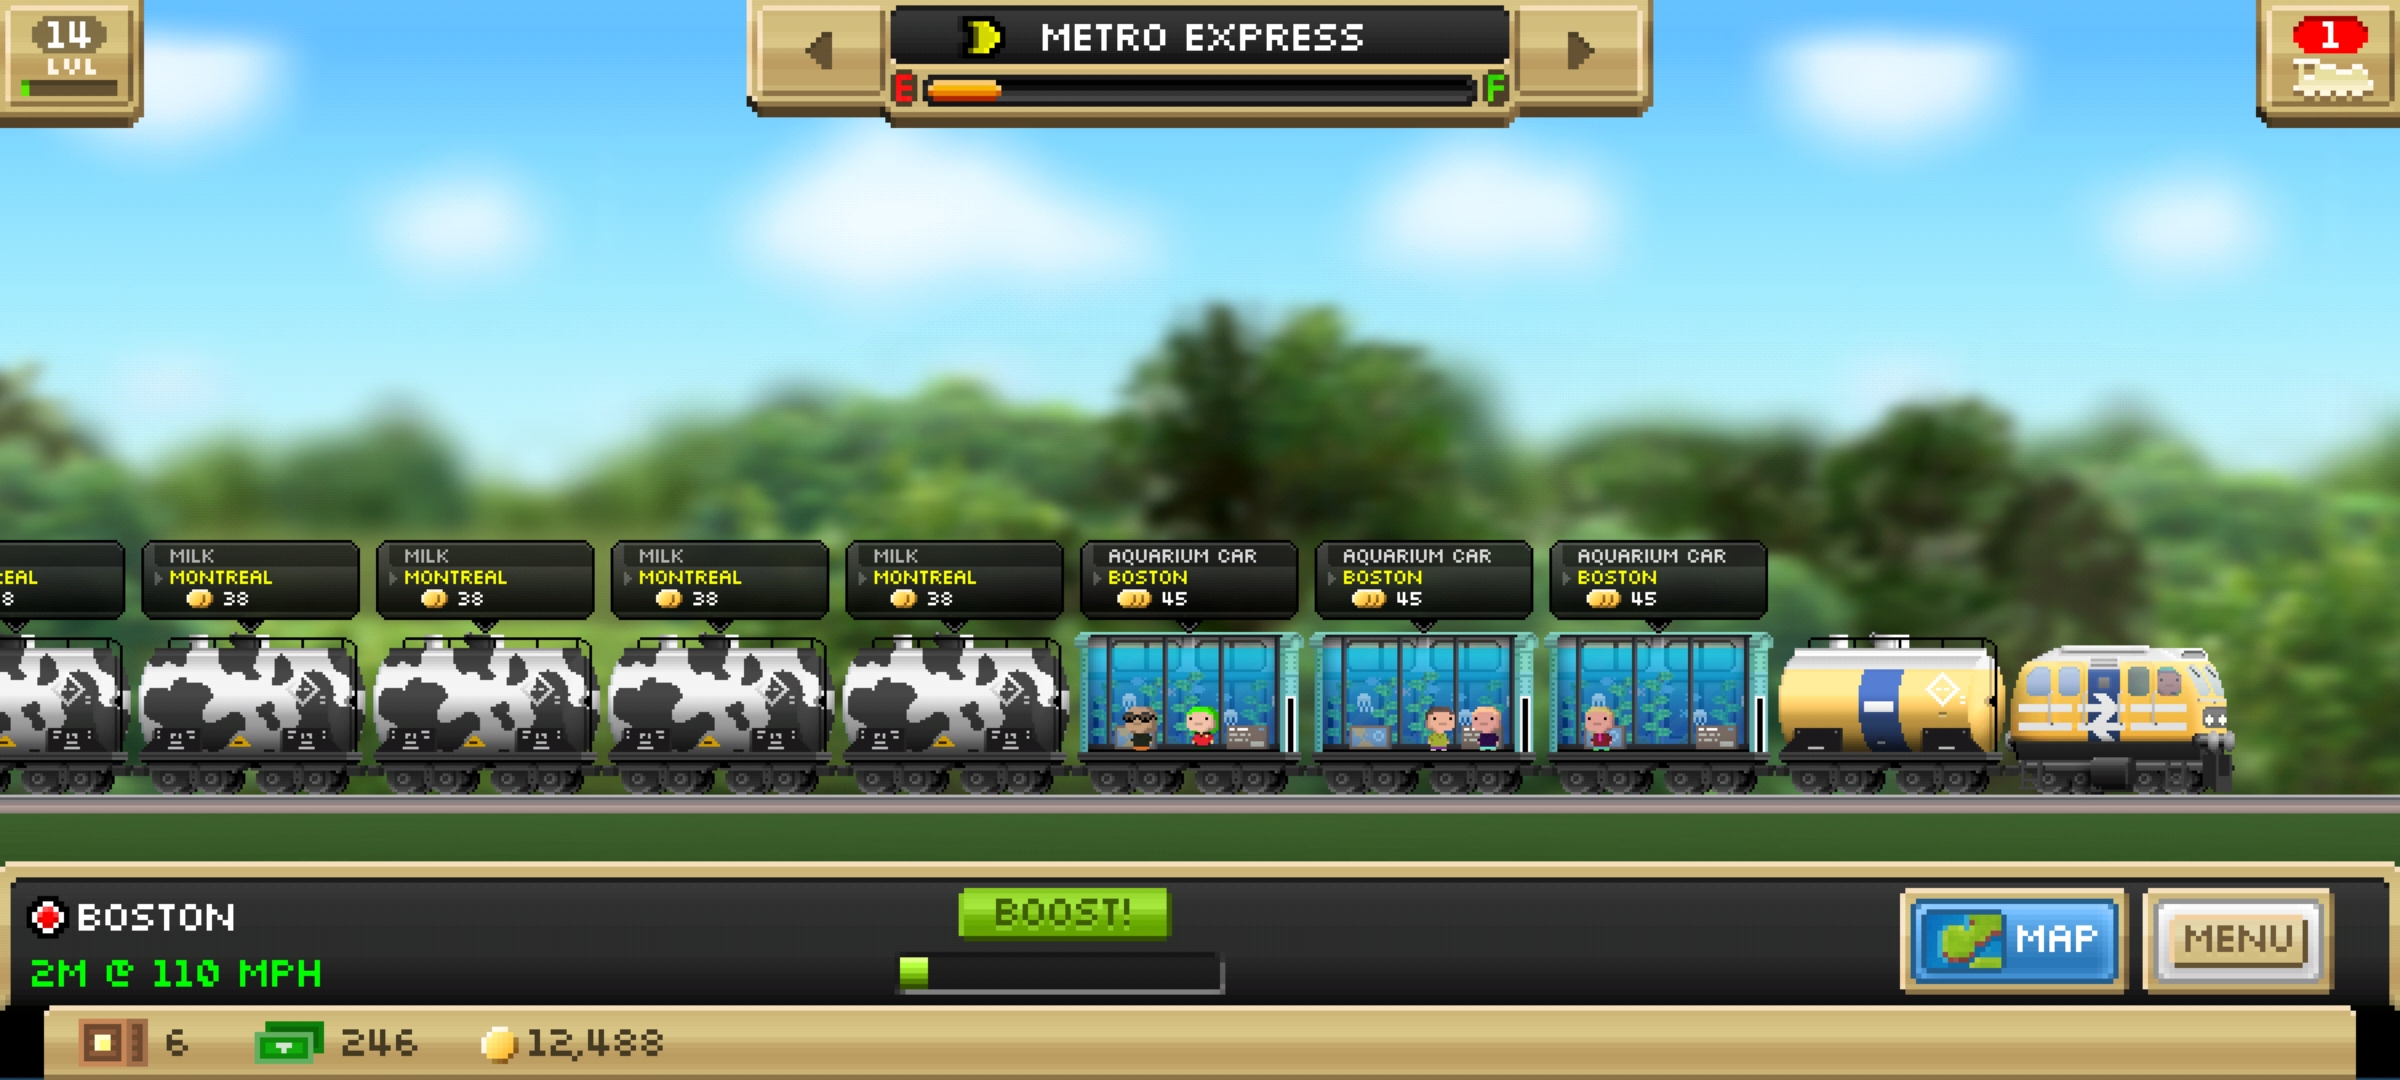 14
LVL
METRO EXPRESS
E F
1
EAL
8
MILK
MONTREAL
38
MILK
MONTREAL
38
MILK
MONTREAL
38
MILK
MONTREAL
38
AQUARIUM CAR
BOSTON
45
AQUARIUM CAR
BOSTON
45
AQUARIUM CAR
BOSTON
45
BOSTON
2M @ 110 MPH
BOOST!
MAP
MENU
6
246
12,488